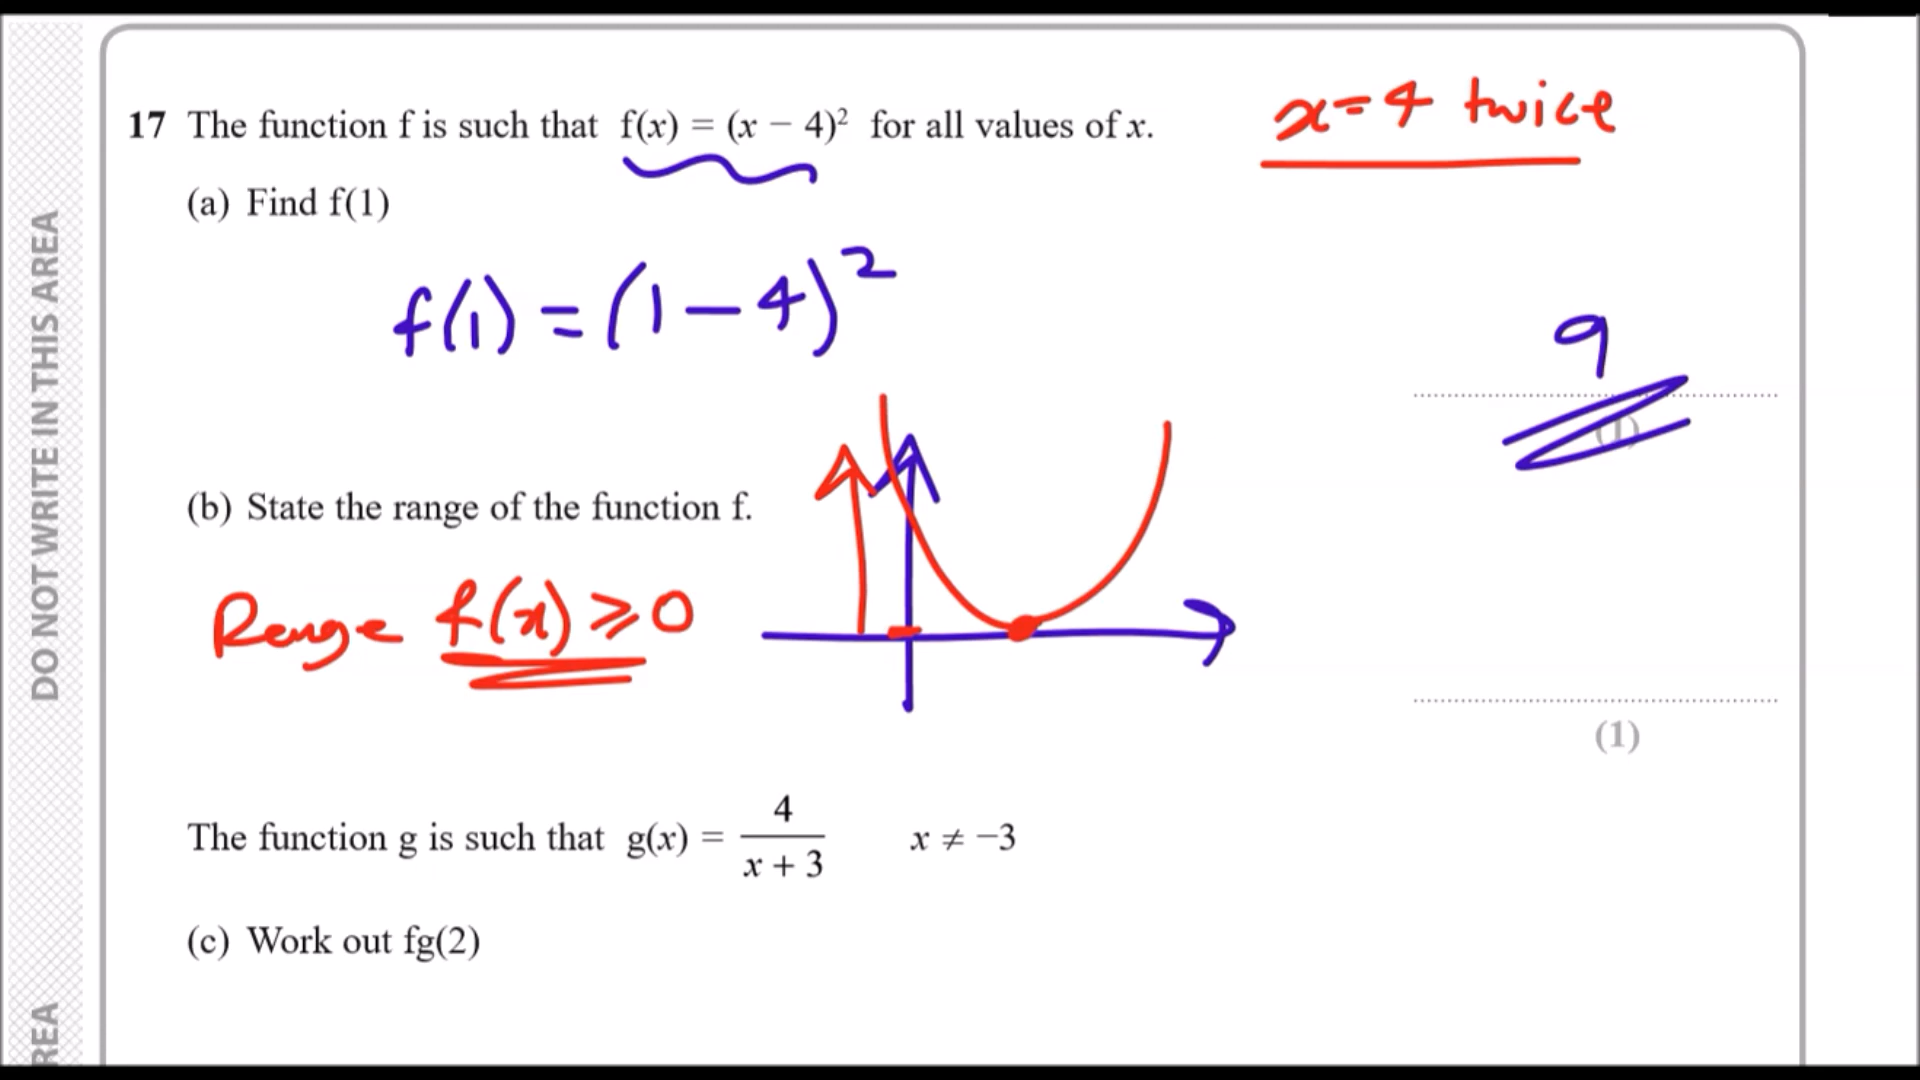 17 The function f is such that f(x) = (x − 4)² for all values of x.
x=4 twice
(a) Find f(1)
f(1) = (1 − 4)²
9
(1)
(b) State the range of the function f.
Range f(x) ⩾ 0
(1)
The function g is such that g(x) = 4/(x + 3) x ≠ −3
(c) Work out fg(2)
DO NOT WRITE IN THIS AREA
REA